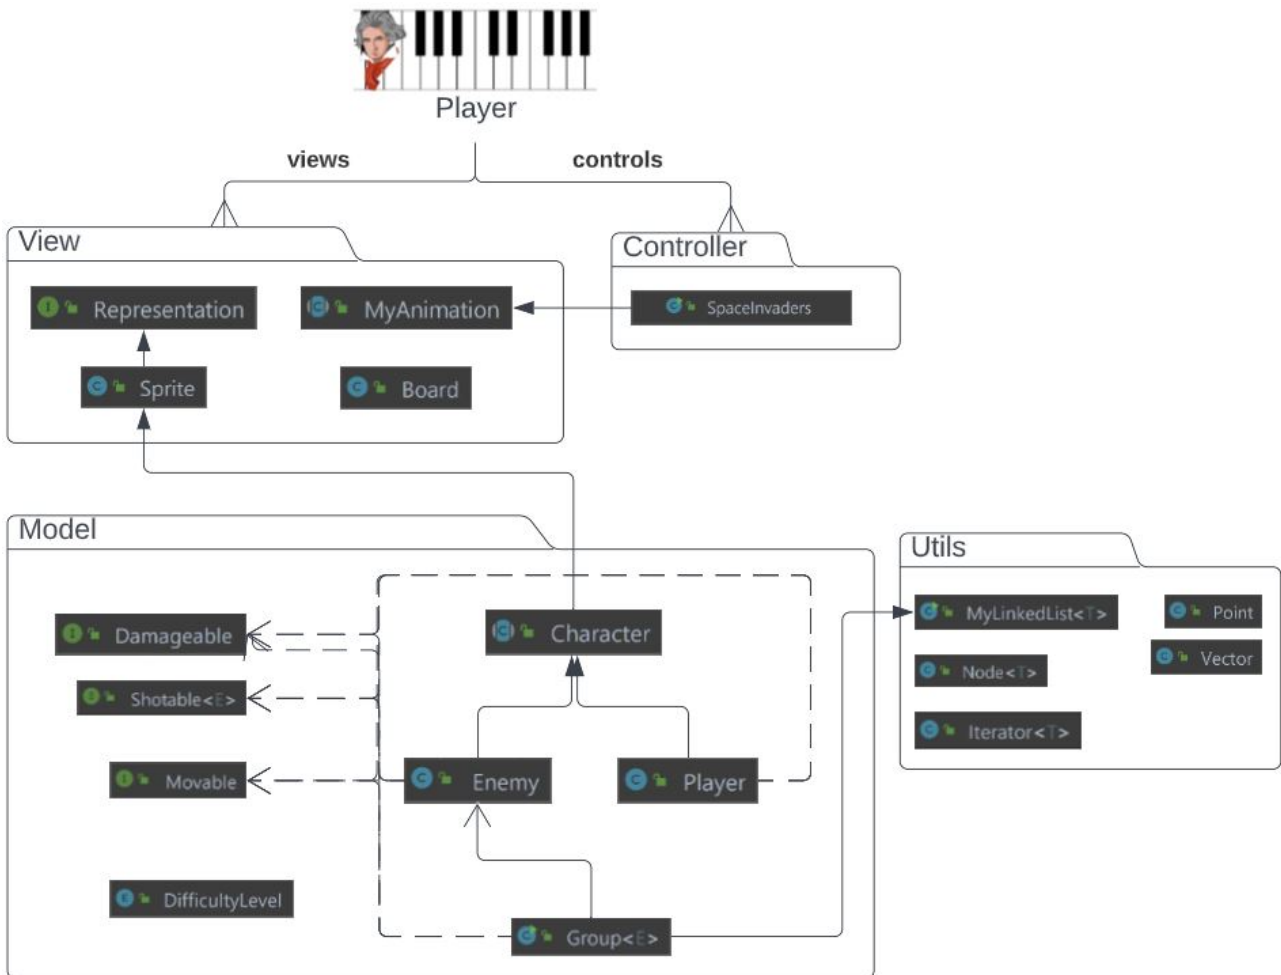 Player
views
controls
View
Controller
Representation
MyAnimation
SpaceInvaders
Sprite
Board
Model
Utils
Damageable
Character
MyLinkedList<T>
Point
Shotable<E>
Node<T>
Vector
Movable
Enemy
Player
Iterator<T>
DifficultyLevel
Group<E>